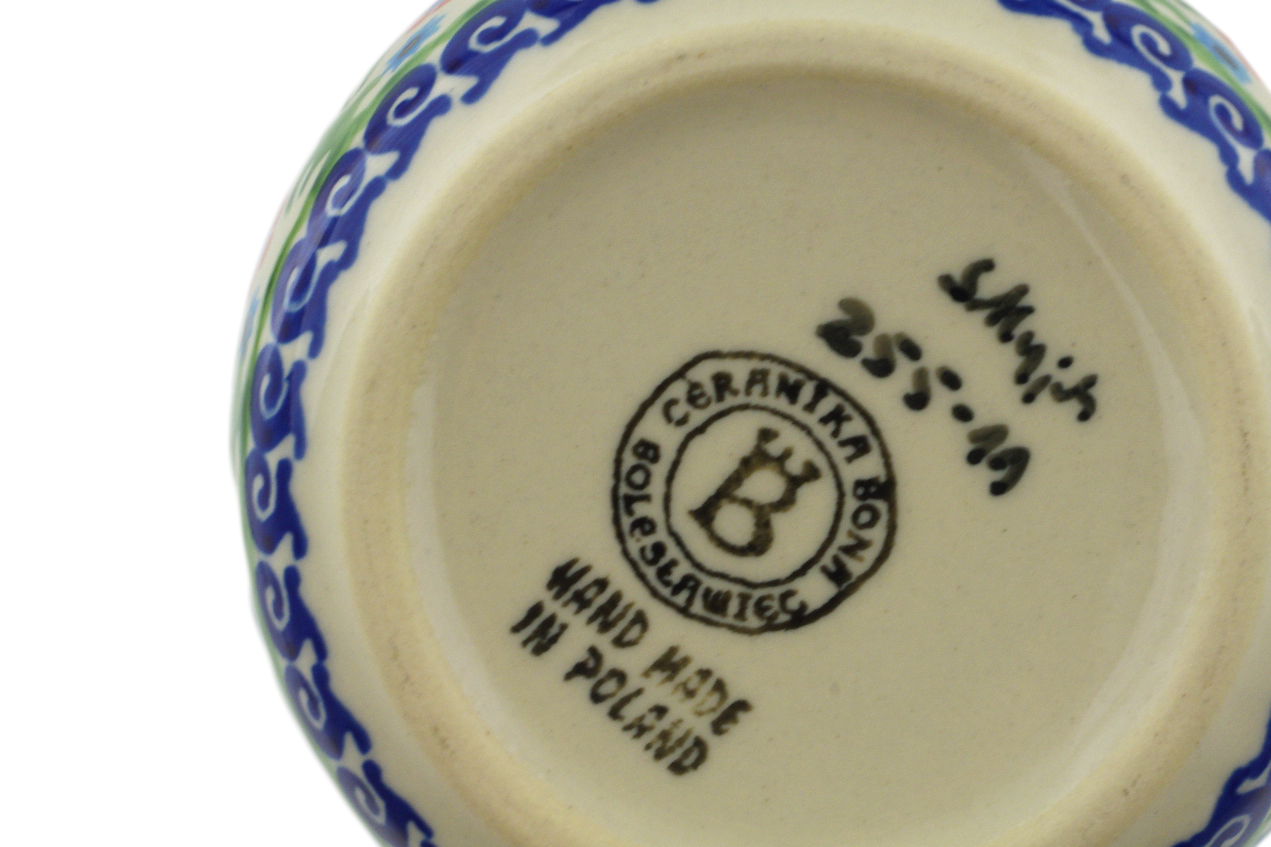 255-19
CERAMIKA BONA
BOLESŁAWIEC
B
HAND MADE
IN POLAND